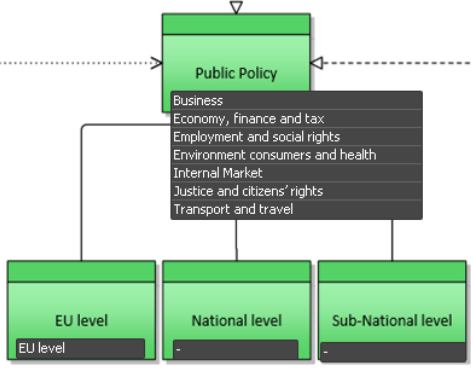 Public Policy
Business
Economy, finance and tax
Employment and social rights
Environment consumers and health
Internal Market
Justice and citizens’ rights
Transport and travel
EU level
EU level
National level
-
Sub-National level
-